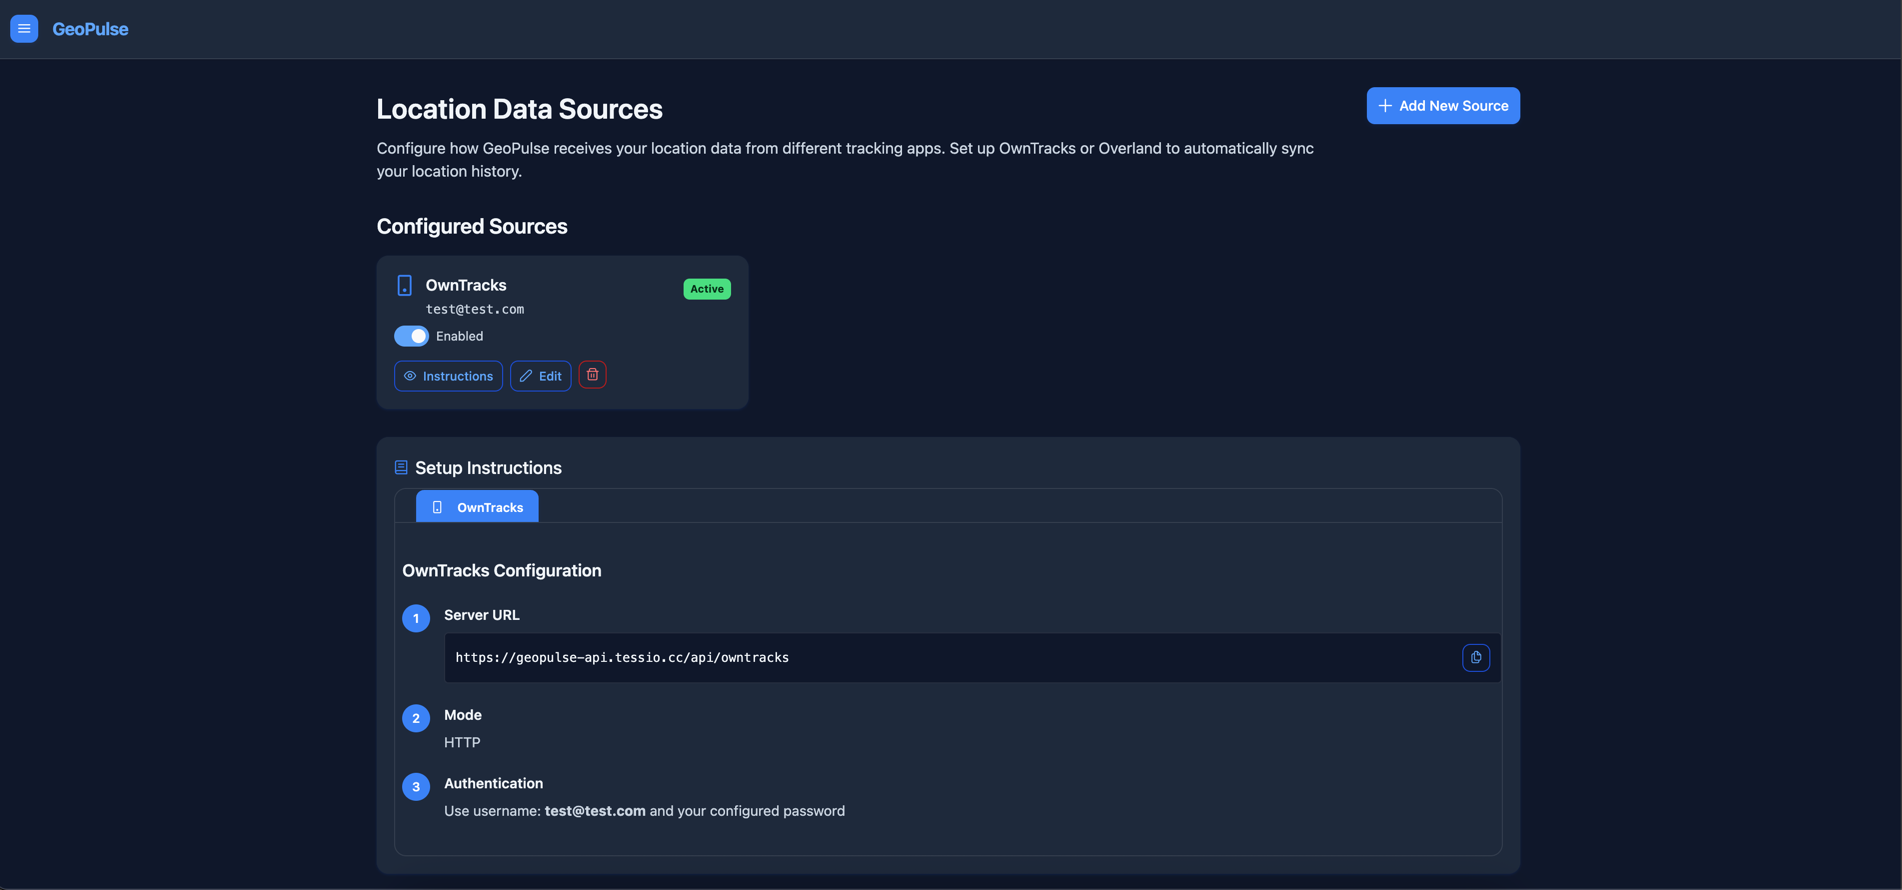 GeoPulse
Location Data Sources
Add New Source
Configure how GeoPulse receives your location data from different tracking apps. Set up OwnTracks or Overland to automatically sync
your location history.
Configured Sources
OwnTracks
Active
test@test.com
Enabled
Instructions
Edit
Setup Instructions
OwnTracks
OwnTracks Configuration
1
Server URL
https://geopulse-api.tessio.cc/api/owntracks
2
Mode
HTTP
3
Authentication
Use username: test@test.com and your configured password